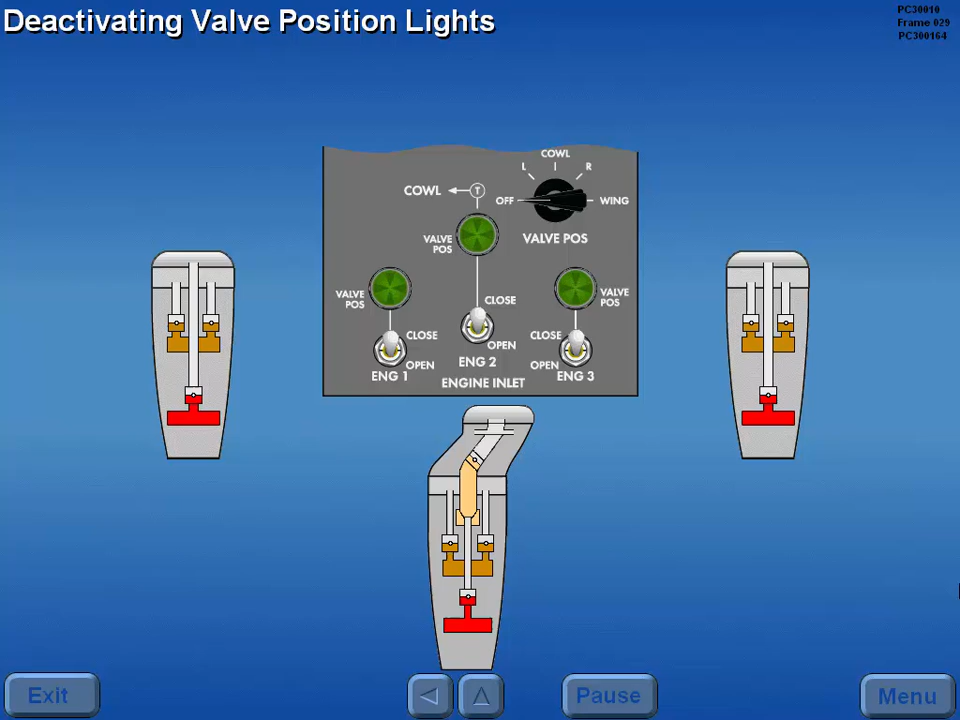 Deactivating Valve Position Lights
PC30010
Frame 029
PC300164
COWL
L
I
R
COWL
T
OFF
WING
VALVE POS
VALVE
POS
VALVE
POS
VALVE
POS
CLOSE
OPEN
ENG 2
CLOSE
OPEN
ENG 1
CLOSE
OPEN
ENG 3
ENGINE INLET
Exit
Pause
Menu